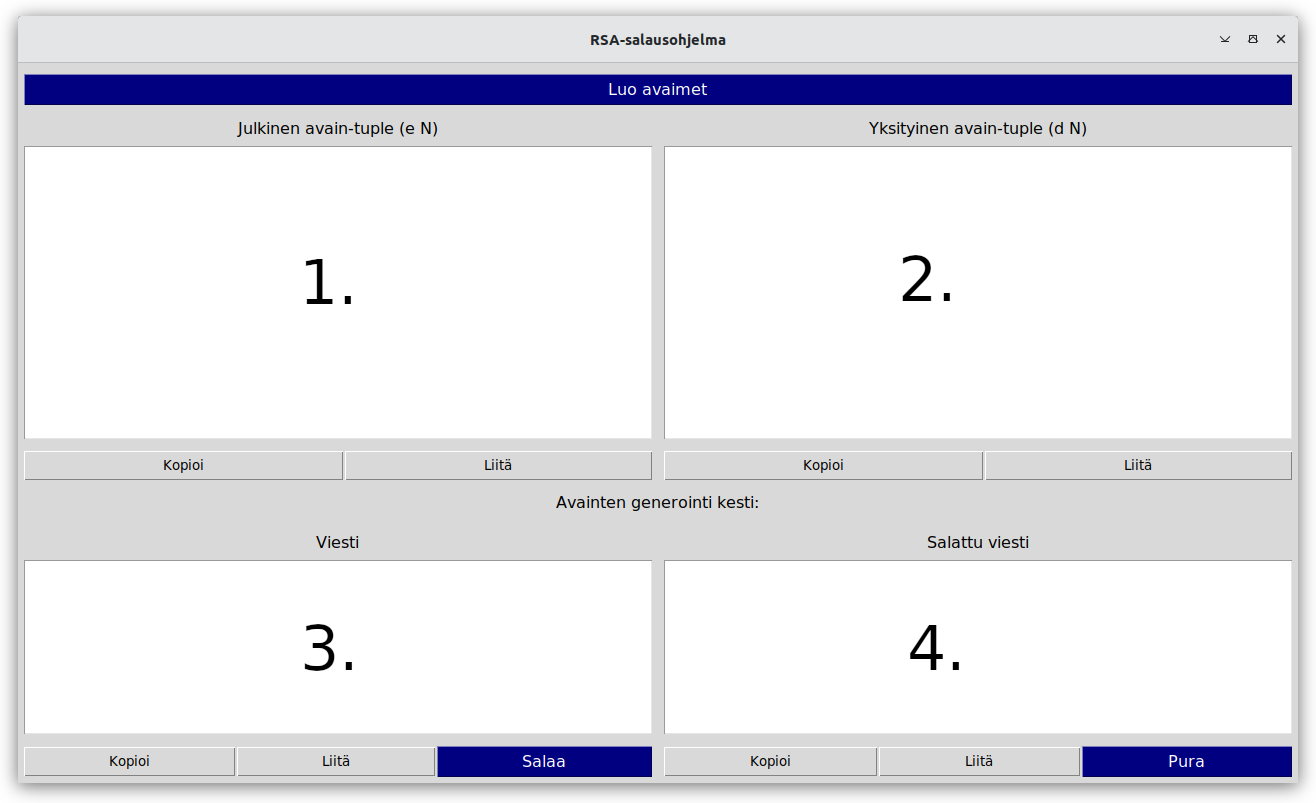 RSA-salausohjelma
Luo avaimet
Julkinen avain-tuple (e N)
Yksityinen avain-tuple (d N)
1.
2.
Kopioi
Liitä
Kopioi
Liitä
Avainten generointi kesti:
Viesti
Salattu viesti
3.
4.
Kopioi
Liitä
Salaa
Kopioi
Liitä
Pura